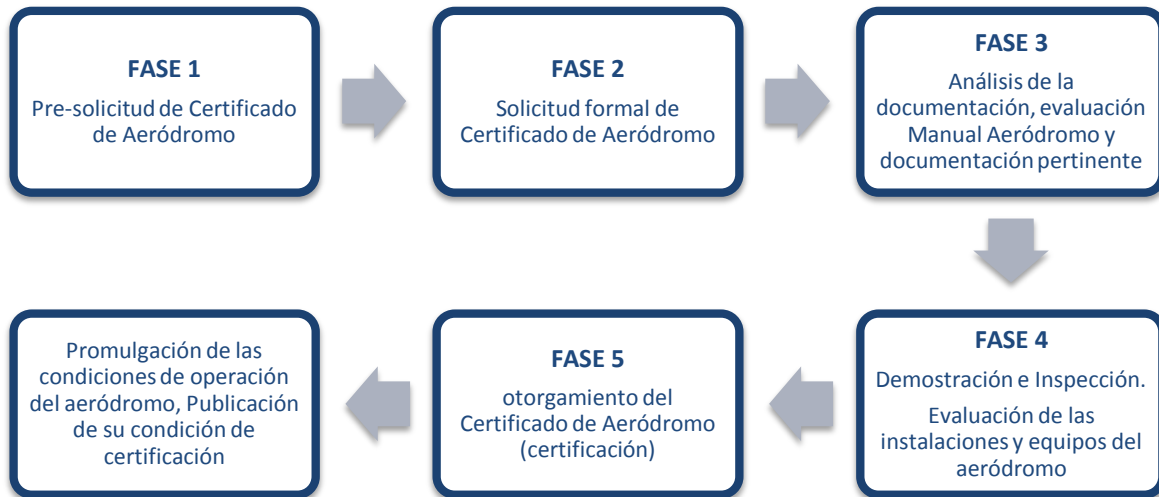 FASE 1
Pre-solicitud de Certificado
de Aeródromo
FASE 2
Solicitud formal de
Certificado de Aeródromo
FASE 3
Análisis de la
documentación, evaluación
Manual Aeródromo y
documentación pertinente
FASE 4
Demostración e Inspección.
Evaluación de las
instalaciones y equipos del
aeródromo
FASE 5
otorgamiento del
Certificado de Aeródromo
(certificación)
Promulgación de las
condiciones de operación
del aeródromo, Publicación
de su condición de
certificación